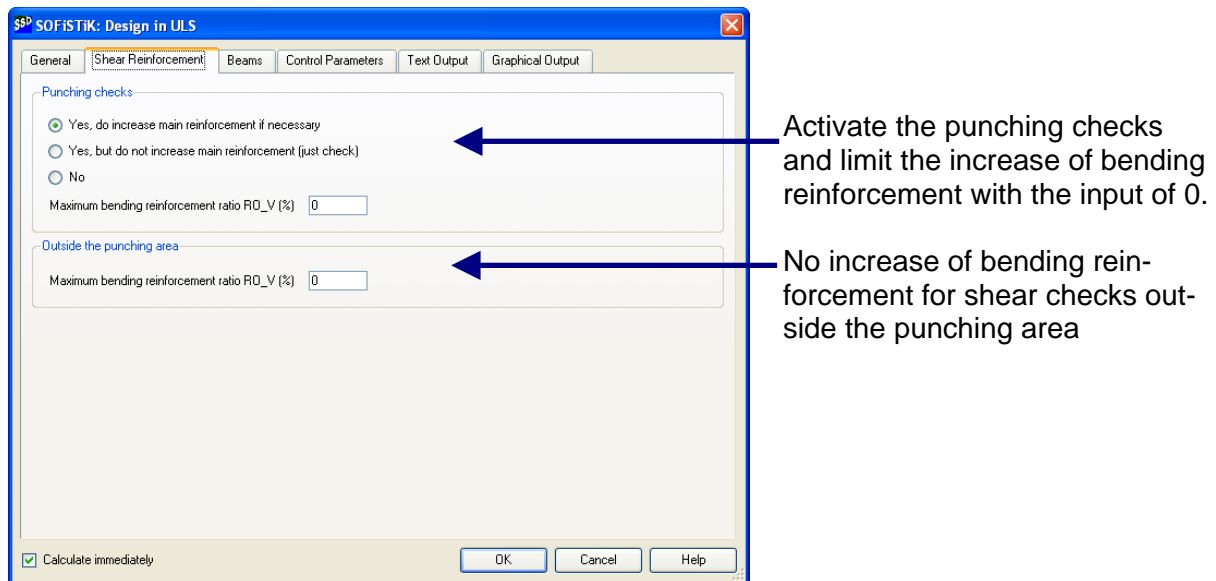 SOFiSTiK: Design in ULS
General Shear Reinforcement Beams Control Parameters Text Output Graphical Output
Punching checks
Yes, do increase main reinforcement if necessary
Yes, but do not increase main reinforcement (just check)
No
Maximum bending reinforcement ratio RO_V (%) 0
Outside the punching area
Maximum bending reinforcement ratio RO_V (%) 0
Calculate immediately
OK Cancel Help
Activate the punching checks
and limit the increase of bending
reinforcement with the input of 0.
No increase of bending rein-
forcement for shear checks out-
side the punching area